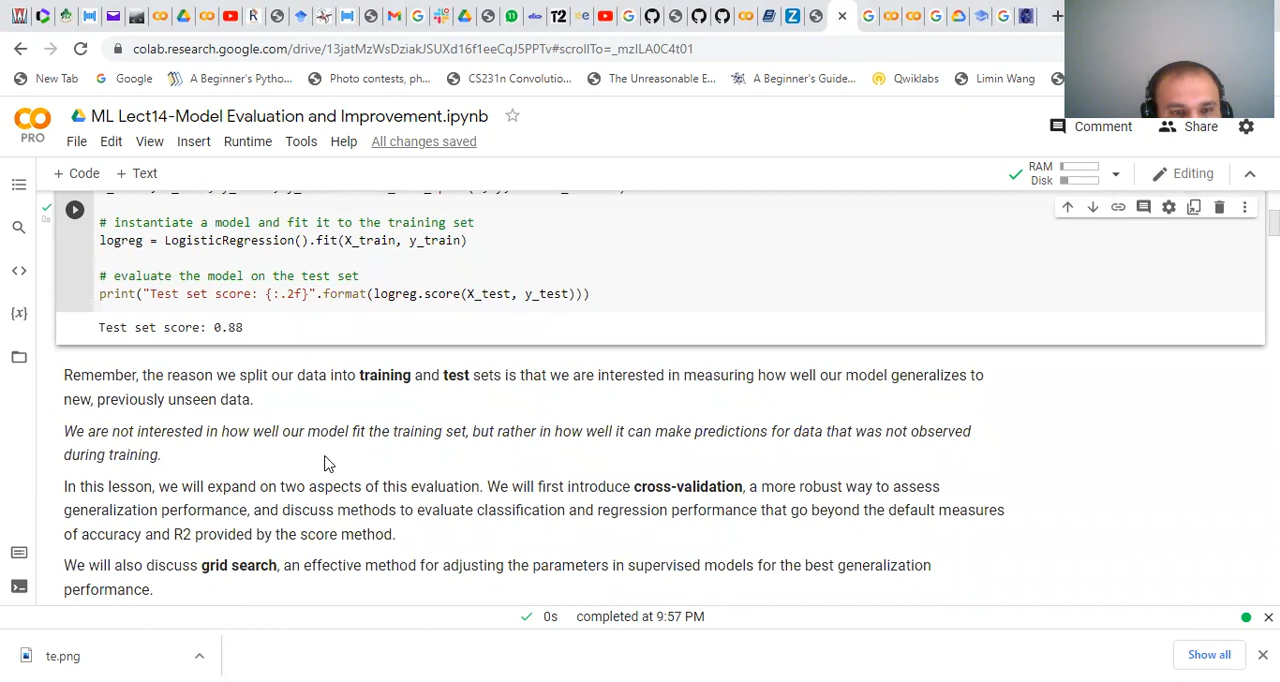 colab.research.google.com/drive/13jatMzWsDziakJSUXd16f1eeCqJ5PPTv#scrollTo=_mzILA0C4t01
New Tab Google A Beginner's Pytho... Photo contests, ph... CS231n Convolutio... The Unreasonable E... A Beginner's Guide... Qwiklabs Limin Wang
ML Lect14-Model Evaluation and Improvement.ipynb
PRO File Edit View Insert Runtime Tools Help All changes saved Comment Share
+ Code + Text RAM Disk Editing
# instantiate a model and fit it to the training set
logreg = LogisticRegression().fit(X_train, y_train)
# evaluate the model on the test set
print("Test set score: {:.2f}".format(logreg.score(X_test, y_test)))
Test set score: 0.88
Remember, the reason we split our data into training and test sets is that we are interested in measuring how well our model generalizes to
new, previously unseen data.
We are not interested in how well our model fit the training set, but rather in how well it can make predictions for data that was not observed
during training.
In this lesson, we will expand on two aspects of this evaluation. We will first introduce cross-validation, a more robust way to assess
generalization performance, and discuss methods to evaluate classification and regression performance that go beyond the default measures
of accuracy and R2 provided by the score method.
We will also discuss grid search, an effective method for adjusting the parameters in supervised models for the best generalization
performance.
0s completed at 9:57 PM
te.png Show all